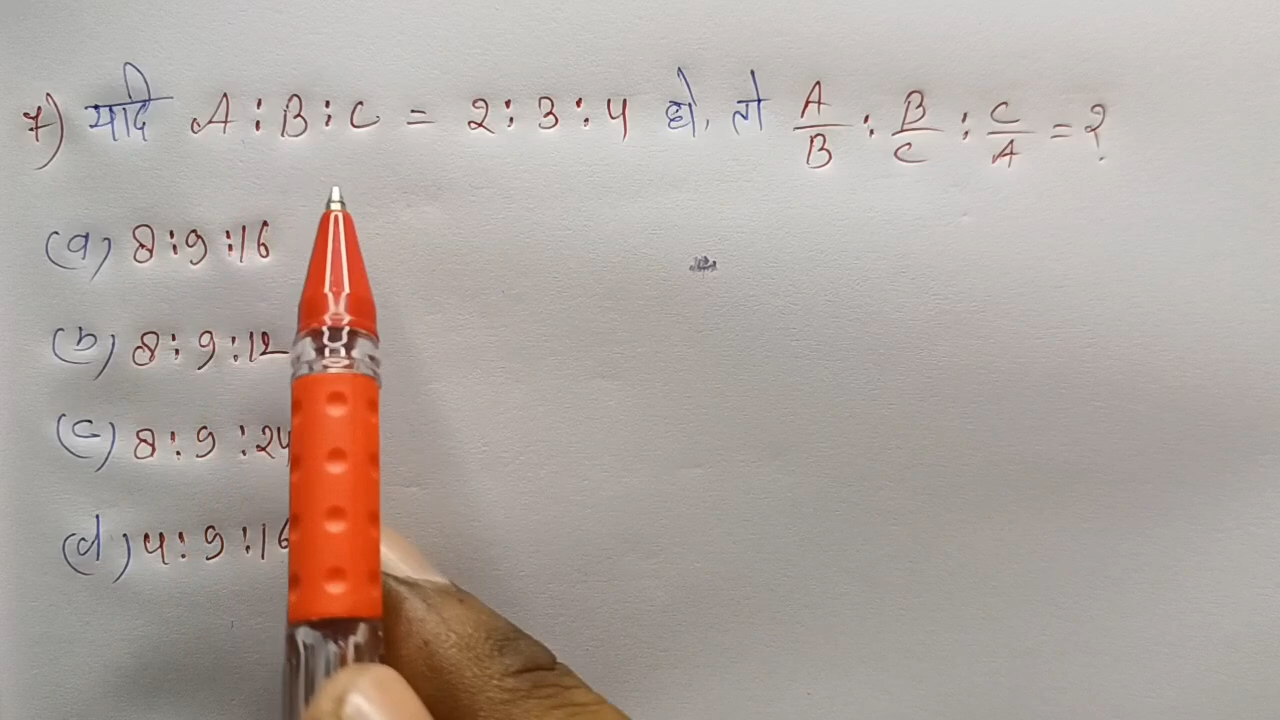 7) यदि A:B:C = 2:3:4 हो, तो A/B : B/C : C/A = ?
(a) 8:9:16
(b) 8:9:12
(c) 8:9:24
(d) 4:9:16